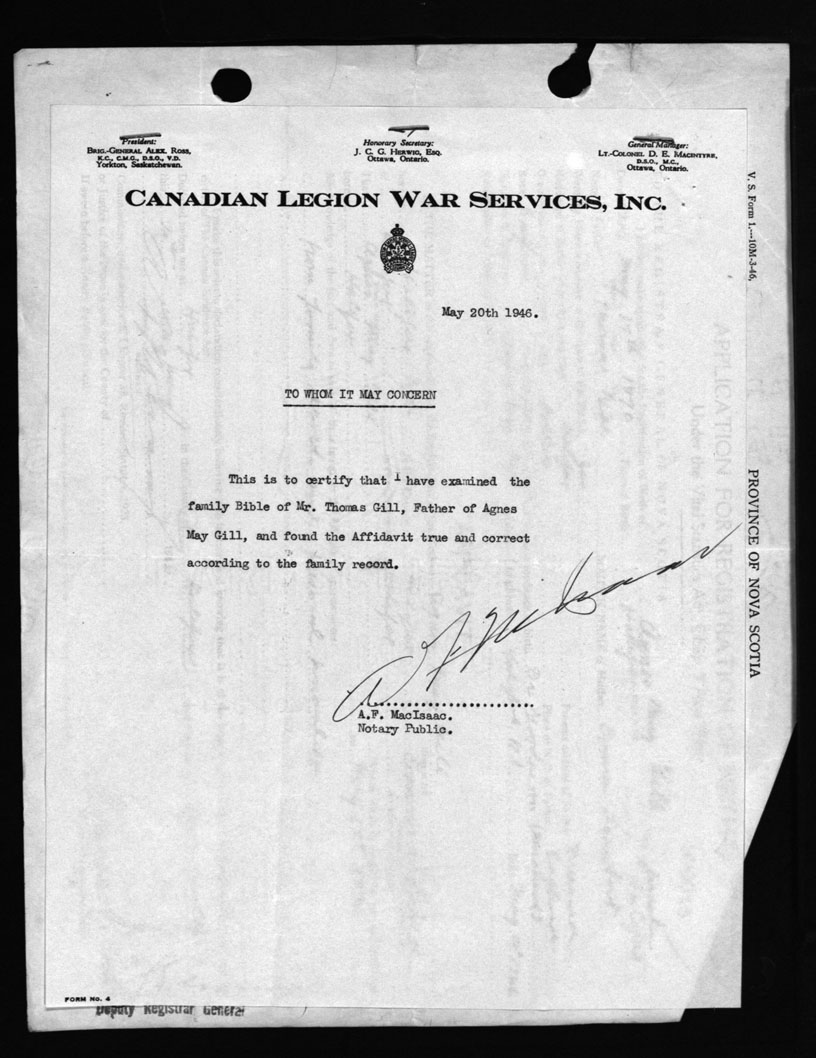 President:
BRIG.-GENERAL ALEX. ROSS,
K.C., C.M.G., D.S.O., V.D.
Yorkton, Saskatchewan.
Honorary Secretary:
J. C. G. HERWIG, ESQ.
Ottawa, Ontario.
General Manager:
LT.-COLONEL D. E. MACINTYRE,
D.S.O., M.C.,
Ottawa, Ontario.
CANADIAN LEGION WAR SERVICES, INC.
May 20th 1946.
TO WHOM IT MAY CONCERN
This is to certify that I have examined the
family Bible of Mr. Thomas Gill, Father of Agnes
May Gill, and found the Affidavit true and correct
according to the family record.
A F MacIsaac
A.F. MacIsaac.
Notary Public.
FORM NO. 4
Deputy Registrar General
V. S. Form 1.—10M-3-46.
PROVINCE OF NOVA SCOTIA